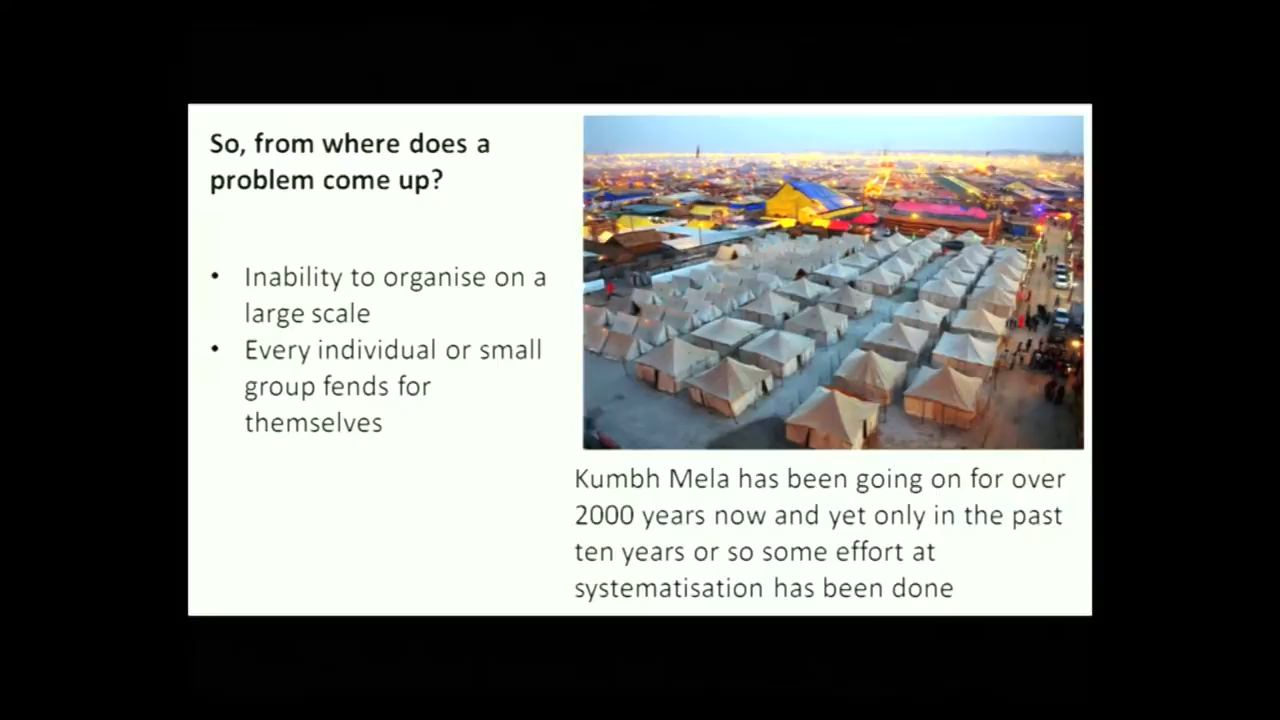 So, from where does a
problem come up?
• Inability to organise on a
large scale
• Every individual or small
group fends for
themselves
Kumbh Mela has been going on for over
2000 years now and yet only in the past
ten years or so some effort at
systematisation has been done